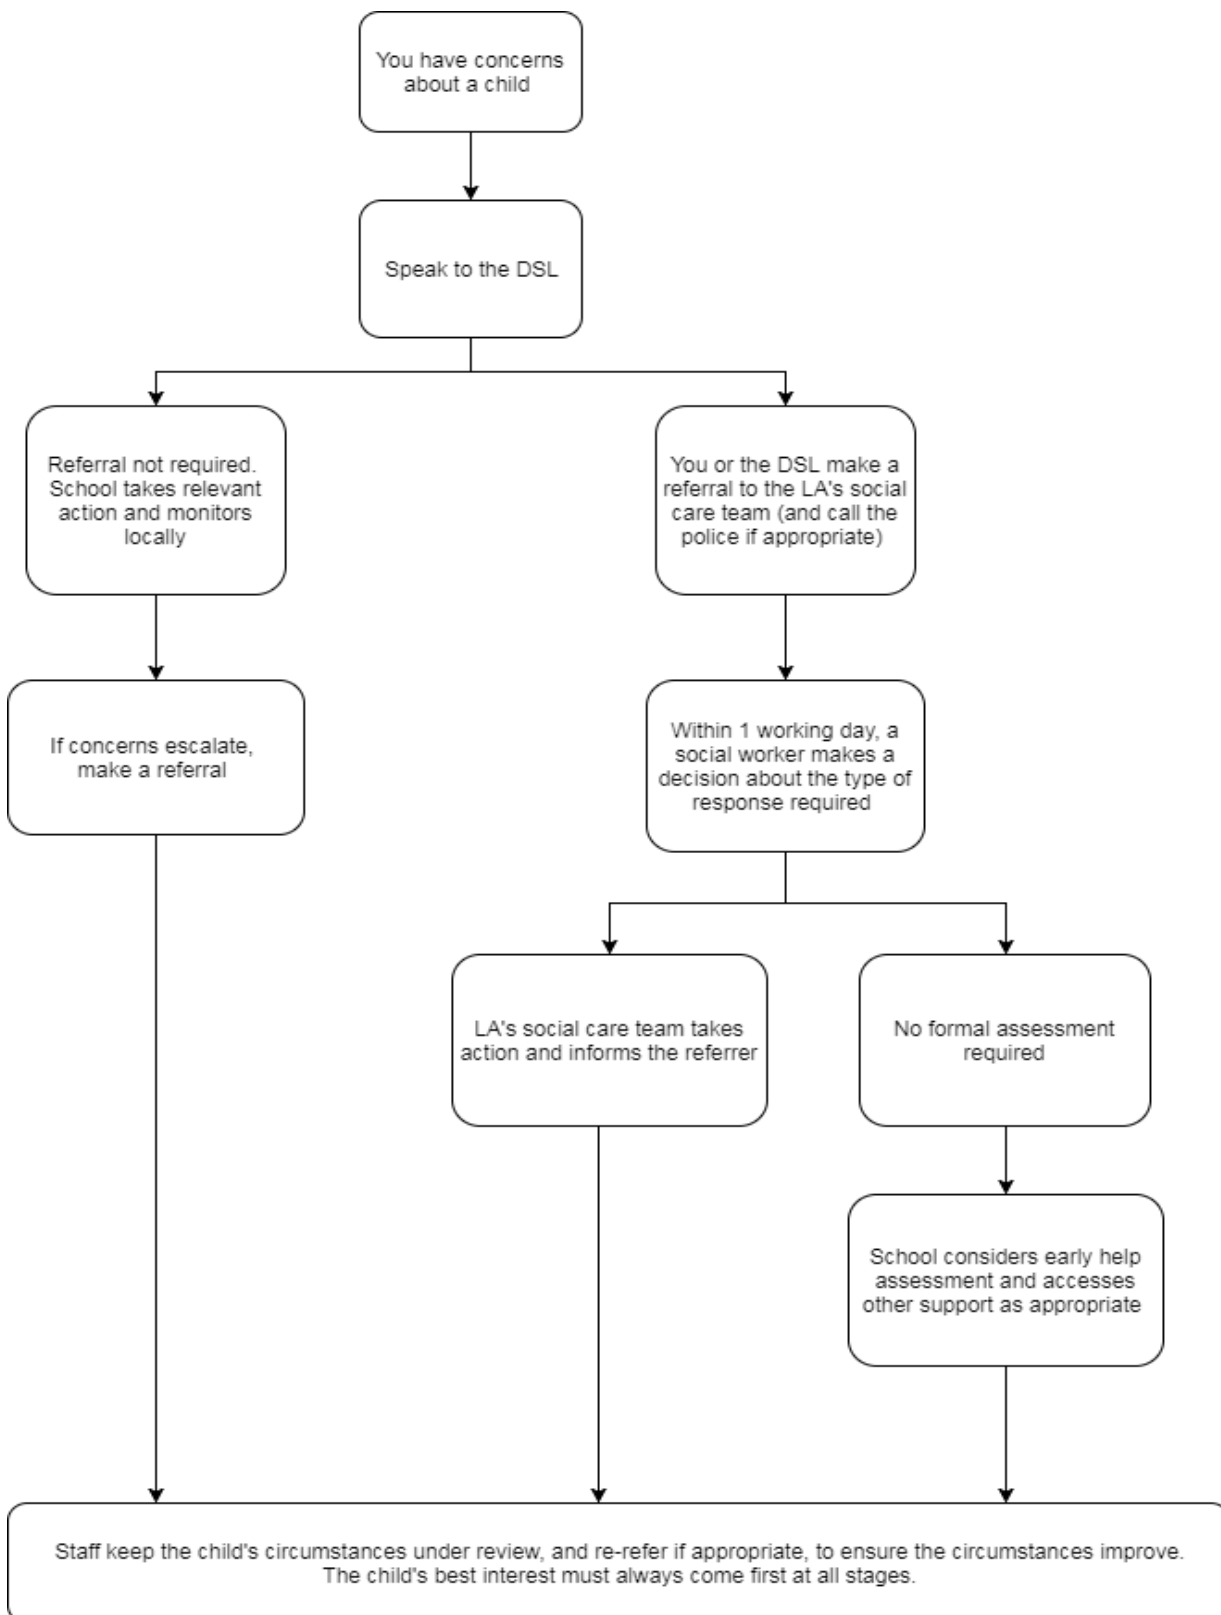 You have concerns
about a child
Speak to the DSL
Referral not required.
School takes relevant
action and monitors
locally
You or the DSL make a
referral to the LA's social
care team (and call the
police if appropriate)
If concerns escalate,
make a referral
Within 1 working day, a
social worker makes a
decision about the type of
response required
LA's social care team takes
action and informs the referrer
No formal assessment
required
School considers early help
assessment and accesses
other support as appropriate
Staff keep the child's circumstances under review, and re-refer if appropriate, to ensure the circumstances improve.
The child's best interest must always come first at all stages.